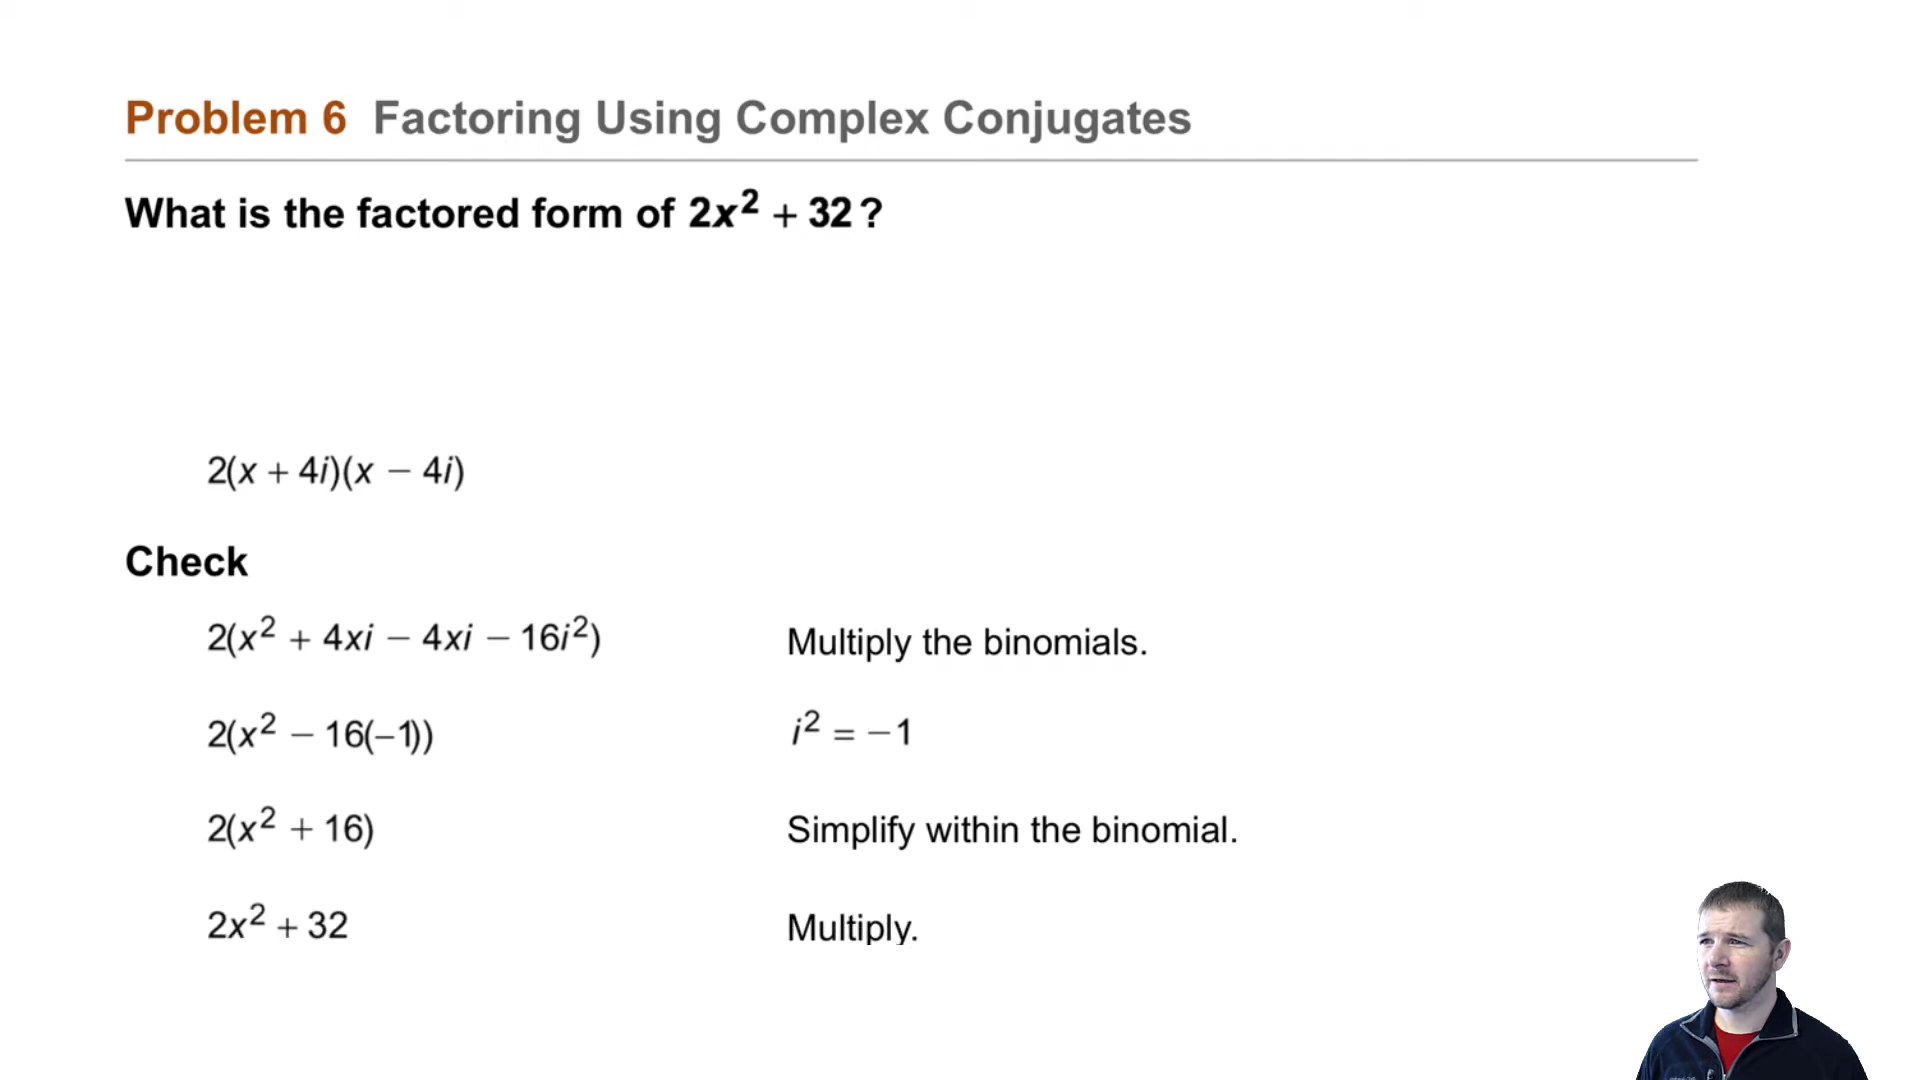 Problem 6 Factoring Using Complex Conjugates
What is the factored form of 2x² + 32?
2(x + 4i)(x − 4i)
Check
2(x² + 4xi − 4xi − 16i²) Multiply the binomials.
2(x² − 16(−1)) i² = −1
2(x² + 16) Simplify within the binomial.
2x² + 32 Multiply.